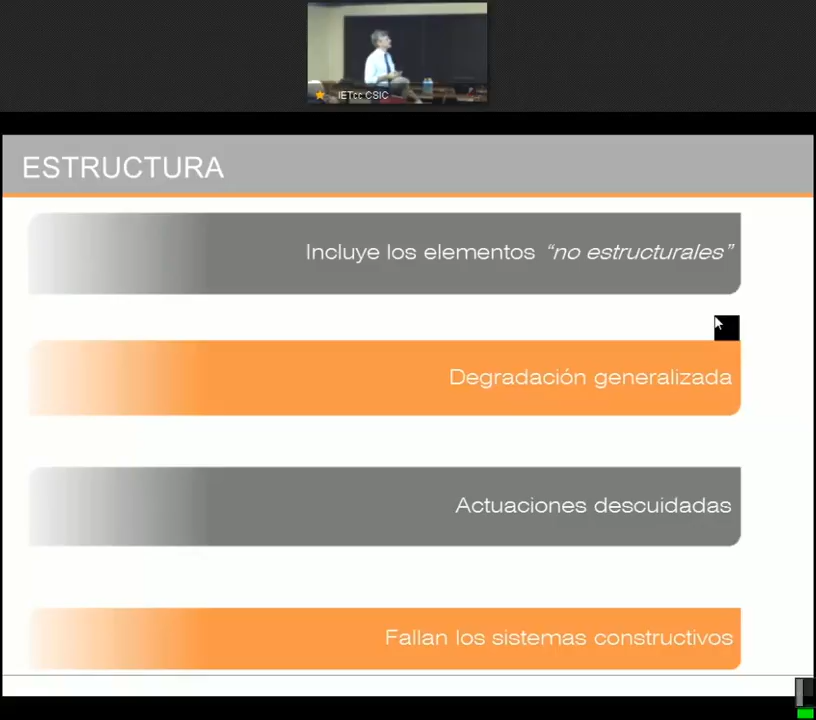 IETcc CSIC
ESTRUCTURA
Incluye los elementos “no estructurales”
Degradación generalizada
Actuaciones descuidadas
Fallan los sistemas constructivos